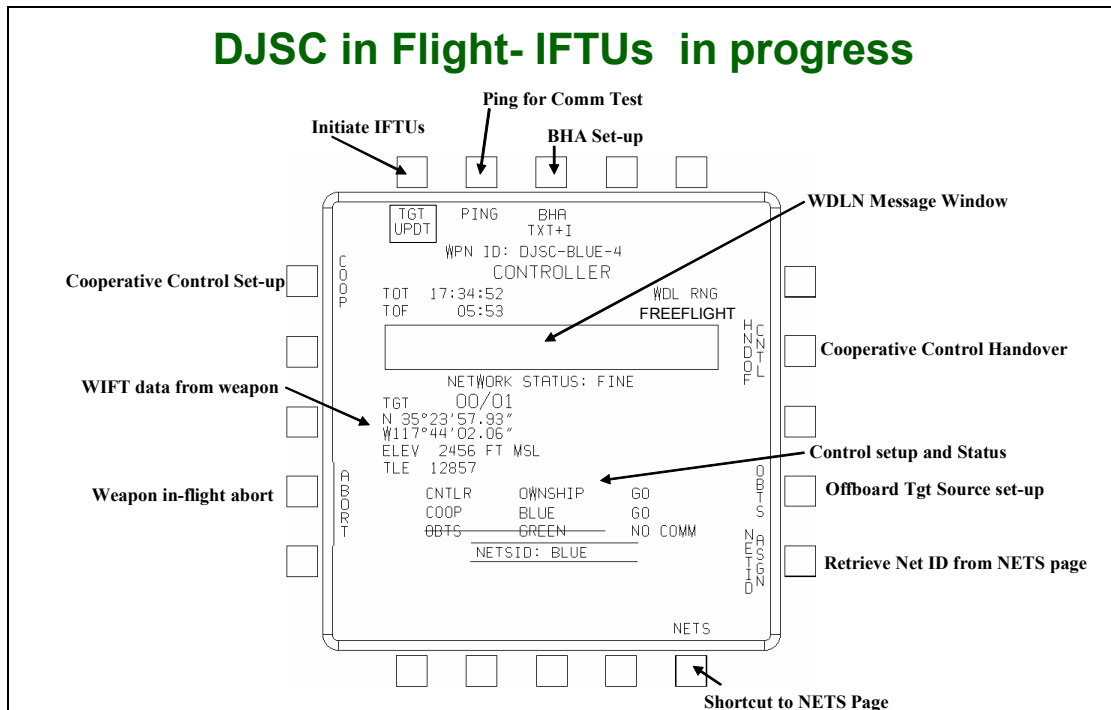 DJSC in Flight- IFTUs  in progress
Ping for Comm Test
Initiate IFTUs
BHA Set-up
WDLN Message Window
TGT
UPDT
PING
BHA
TXT+I
WPN ID: DJSC-BLUE-4
CONTROLLER
COOP
Cooperative Control Set-up
TOT 17:34:52
TOF 05:53
WDL RNG
FREEFLIGHT
CNTL
HNDOF
Cooperative Control Handover
NETWORK STATUS: FINE
WIFT data from weapon
TGT 00/01
N 35°23'57.93"
W117°44'02.06"
ELEV 2456 FT MSL
TLE 12857
Control setup and Status
ABORT
Weapon in-flight abort
CNTLR OWNSHIP GO
COOP BLUE GO
OBTS GREEN NO COMM
NETSID: BLUE
OBTS
Offboard Tgt Source set-up
ASGN
NETID
Retrieve Net ID from NETS page
NETS
Shortcut to NETS Page